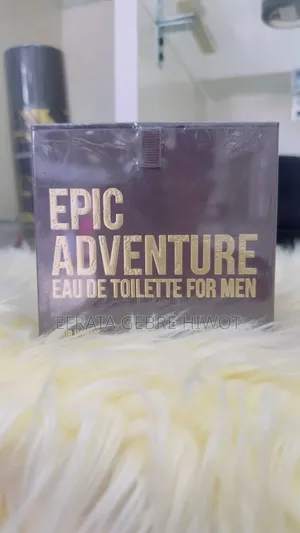 EPIC
ADVENTURE
EAU DE TOILETTE FOR MEN
EFRATA GEBRE HIWOT